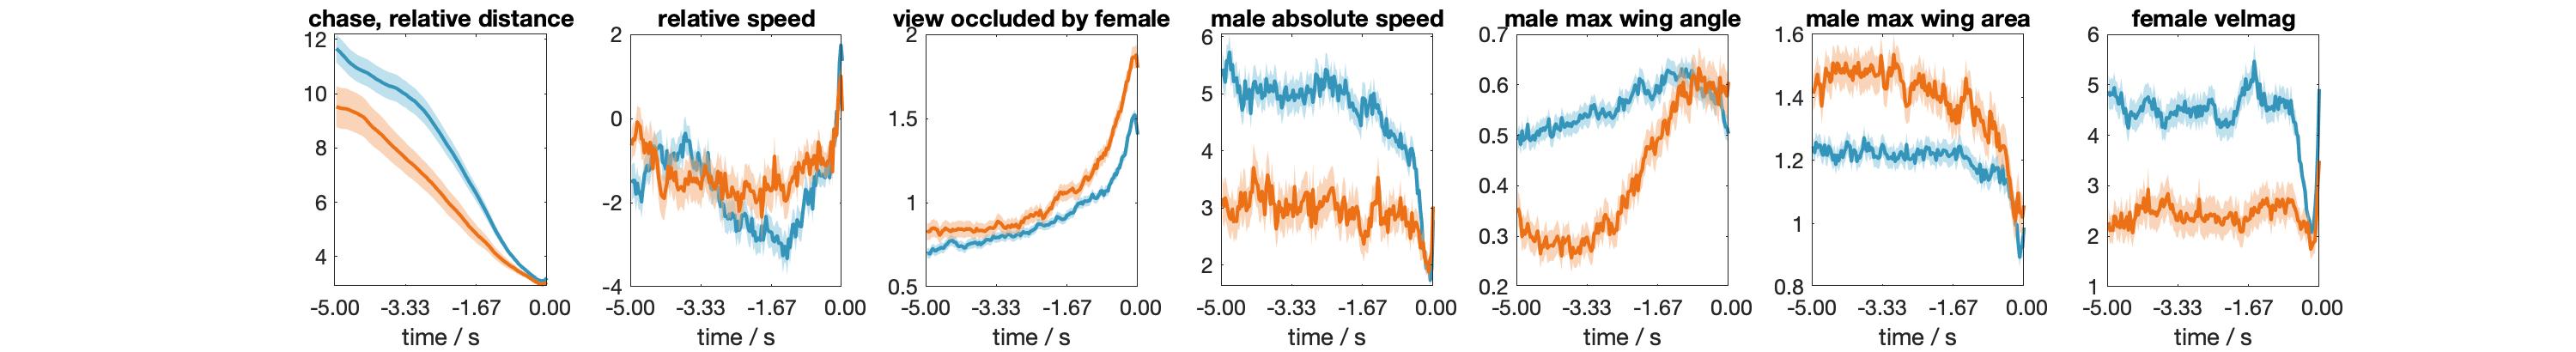 chase, relative distance
12
10
8
6
4
-5.00 -3.33 -1.67 0.00
time / s
relative speed
2
0
-2
-4
-5.00 -3.33 -1.67 0.00
time / s
view occluded by female
2
1.5
1
0.5
-5.00 -3.33 -1.67 0.00
time / s
male absolute speed
6
5
4
3
2
-5.00 -3.33 -1.67 0.00
time / s
male max wing angle
0.7
0.6
0.5
0.4
0.3
0.2
-5.00 -3.33 -1.67 0.00
time / s
male max wing area
1.6
1.4
1.2
1
0.8
-5.00 -3.33 -1.67 0.00
time / s
female velmag
6
5
4
3
2
1
-5.00 -3.33 -1.67 0.00
time / s